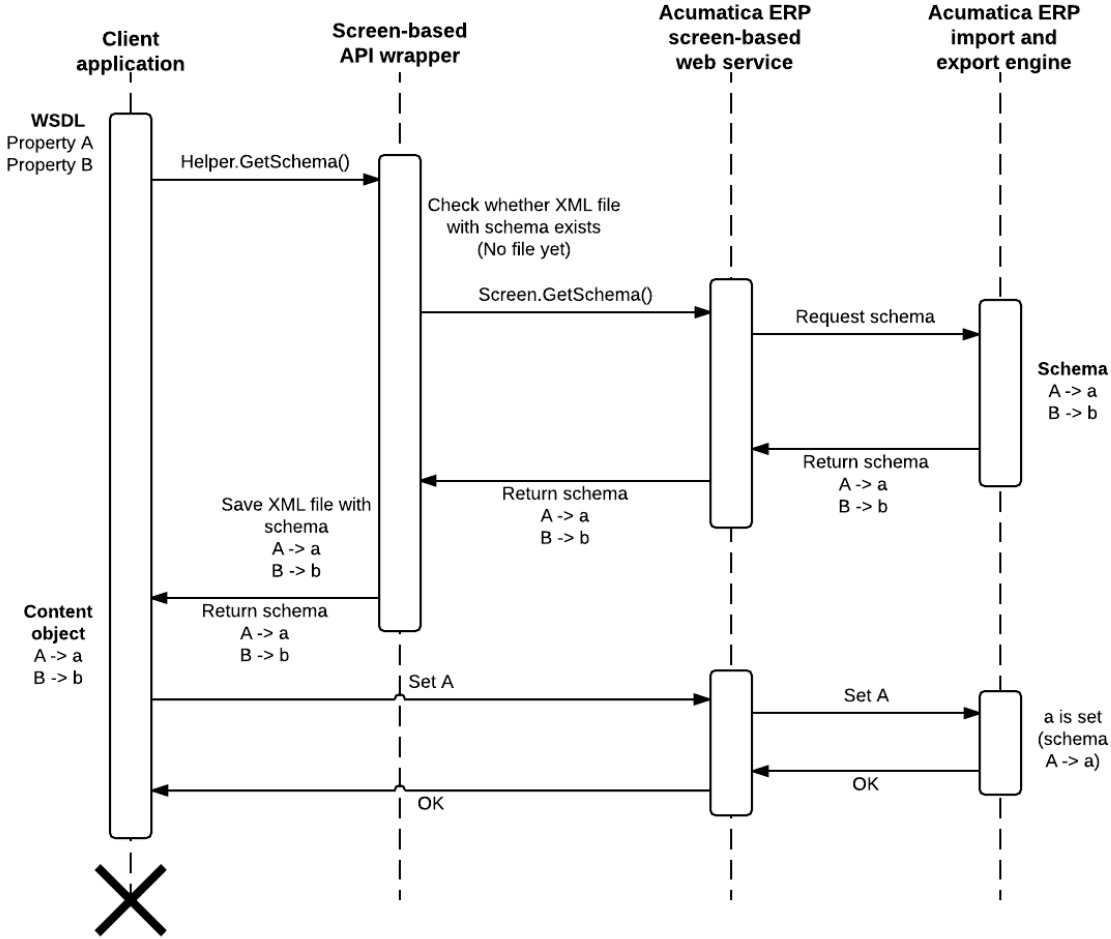 Client
application
Screen-based
API wrapper
Acumatica ERP
screen-based
web service
Acumatica ERP
import and
export engine
WSDL
Property A
Property B
Helper.GetSchema()
Check whether XML file
with schema exists
(No file yet)
Screen.GetSchema()
Request schema
Schema
A -> a
B -> b
Return schema
A -> a
B -> b
Return schema
A -> a
B -> b
Save XML file with
schema
A -> a
B -> b
Return schema
A -> a
B -> b
Content
object
A -> a
B -> b
Set A
Set A
a is set
(schema
A -> a)
OK
OK